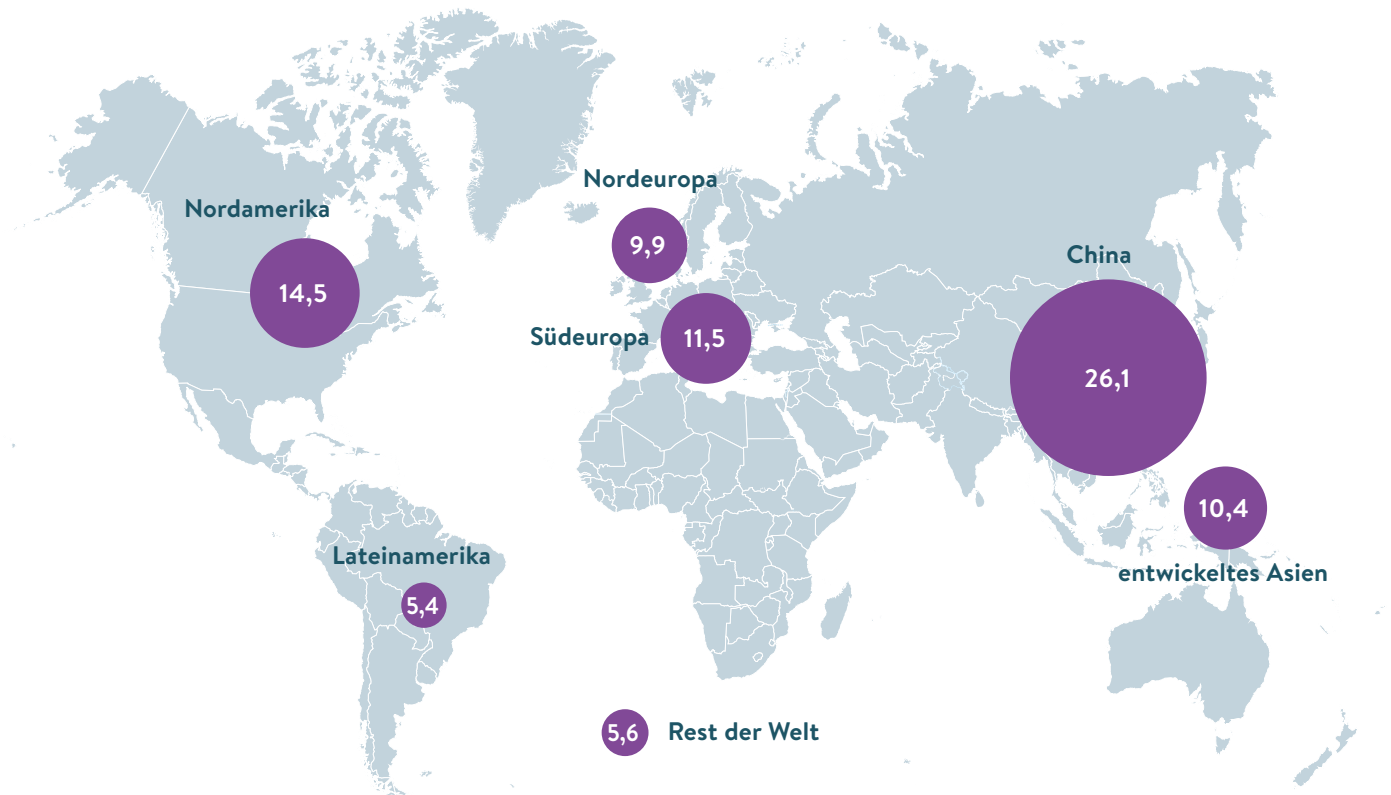 Nordeuropa
9,9
Nordamerika
14,5
China
26,1
Südeuropa
11,5
10,4
entwickeltes Asien
Lateinamerika
5,4
5,6
Rest der Welt